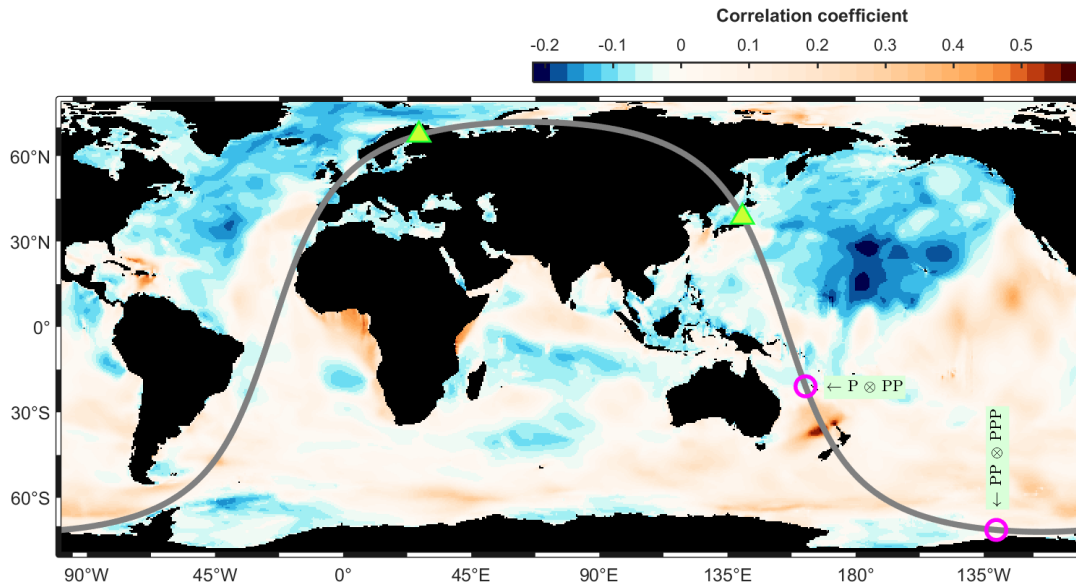 Correlation coefficient
-0.2 -0.1 0 0.1 0.2 0.3 0.4 0.5
60°N
30°N
0°
30°S
60°S
← P ⊗ PP
← PP ⊗ PPP
90°W 45°W 0° 45°E 90°E 135°E 180° 135°W